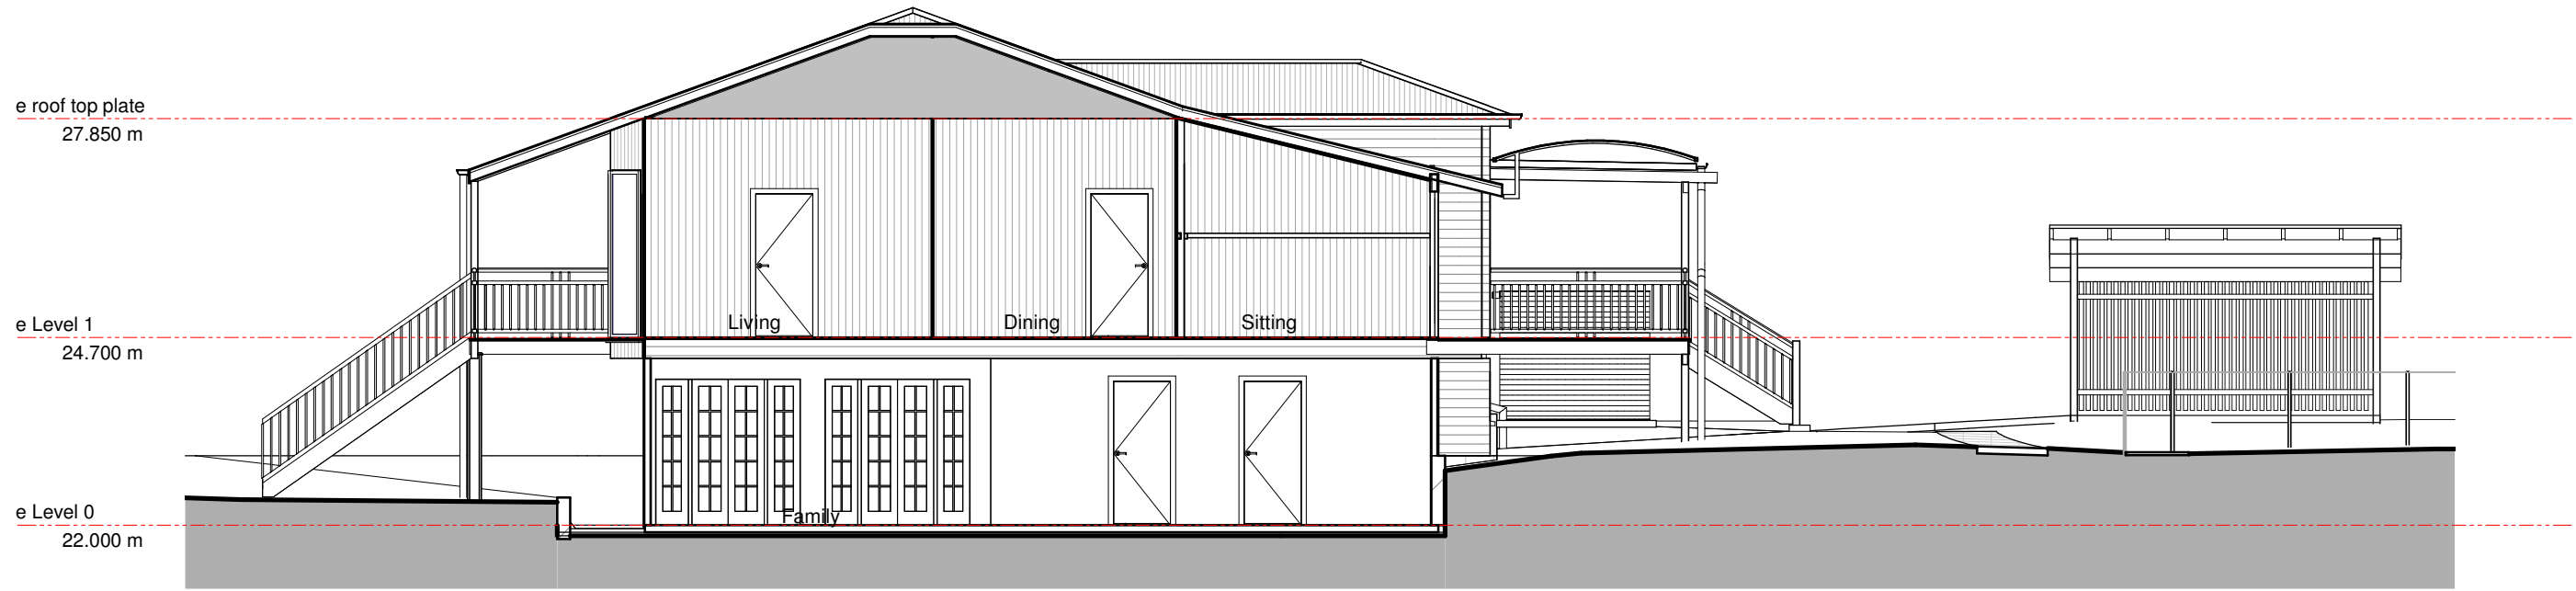 e roof top plate
27.850 m
Living
Dining
Sitting
e Level 1
24.700 m
e Level 0
Family
22.000 m